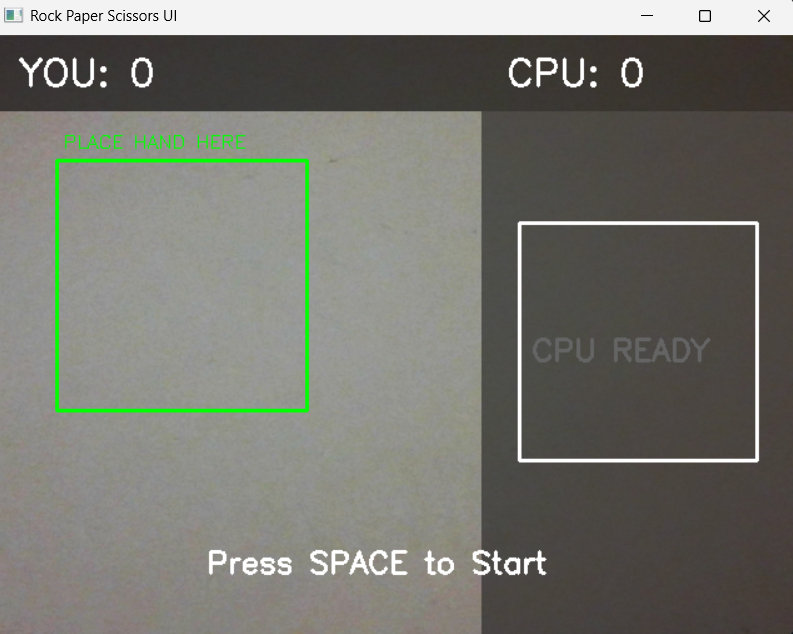 Rock Paper Scissors UI
YOU: 0
CPU: 0
PLACE HAND HERE
CPU READY
Press SPACE to Start